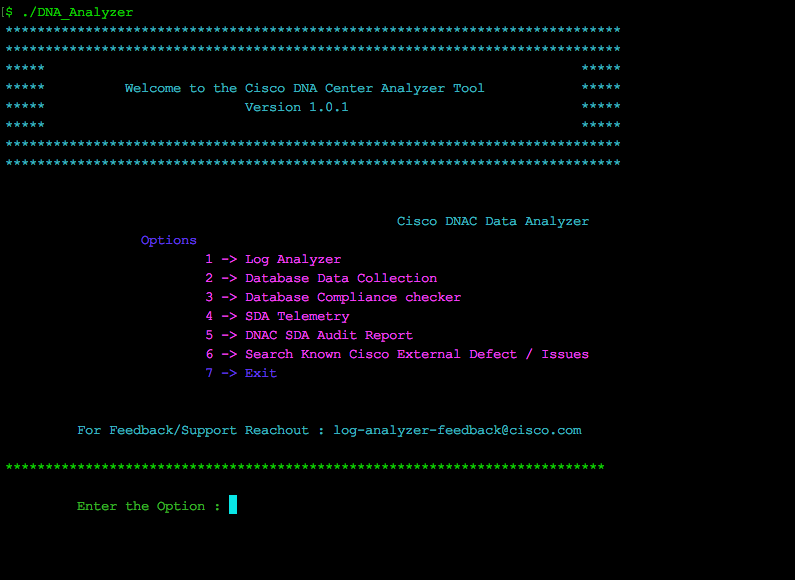 [$ ./DNA_Analyzer
*****************************************************************************
*****************************************************************************
***** *****
***** Welcome to the Cisco DNA Center Analyzer Tool *****
***** Version 1.0.1 *****
***** *****
*****************************************************************************
*****************************************************************************
Cisco DNAC Data Analyzer
Options
1 -> Log Analyzer
2 -> Database Data Collection
3 -> Database Compliance checker
4 -> SDA Telemetry
5 -> DNAC SDA Audit Report
6 -> Search Known Cisco External Defect / Issues
7 -> Exit
For Feedback/Support Reachout : log-analyzer-feedback@cisco.com
***************************************************************************
Enter the Option :